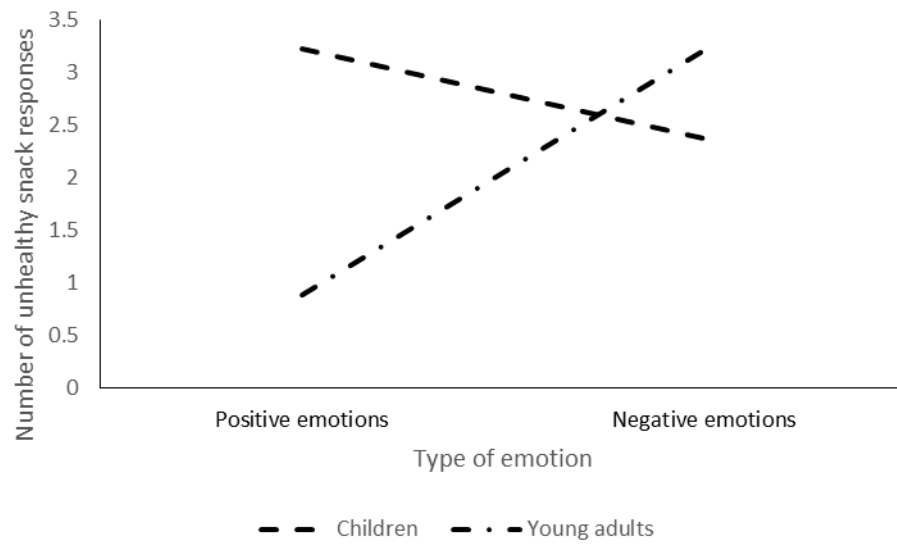 Number of unhealthy snack responses
3.5
3
2.5
2
1.5
1
0.5
0
Positive emotions Negative emotions
Type of emotion
Children Young adults